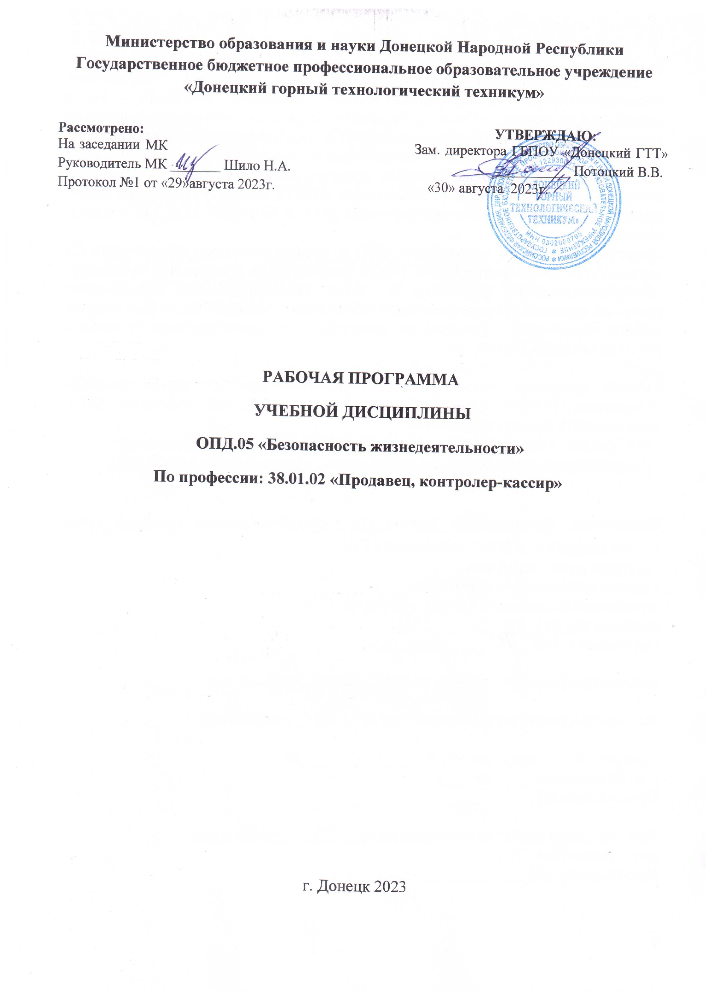 Министерство образования и науки Донецкой Народной Республики
Государственное бюджетное профессиональное образовательное учреждение
«Донецкий горный технологический техникум»
Рассмотрено:
На заседании МК
Руководитель МК Шило Н.А.
Протокол №1 от «29»августа 2023г.
УТВЕРЖДАЮ:
Зам. директора ГБПОУ «Донецкий ГТТ»
Потоцкий В.В.
«30» августа 2023г.
«ДОНЕЦКИЙ
ГОРНЫЙ
ТЕХНОЛОГИЧЕСКИЙ
ТЕХНИКУМ»
РАБОЧАЯ ПРОГРАММА
УЧЕБНОЙ ДИСЦИПЛИНЫ
ОПД.05 «Безопасность жизнедеятельности»
По профессии: 38.01.02 «Продавец, контролер-кассир»
г. Донецк 2023